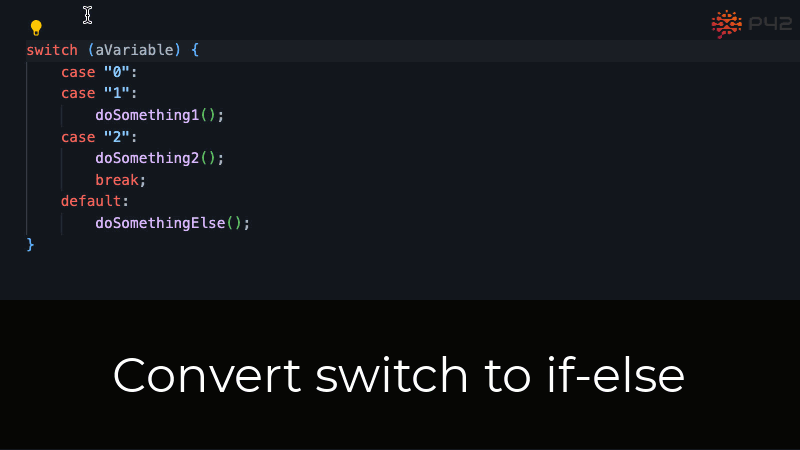 P42
switch (aVariable) {
case "0":
case "1":
doSomething1();
case "2":
doSomething2();
break;
default:
doSomethingElse();
}
Convert switch to if-else